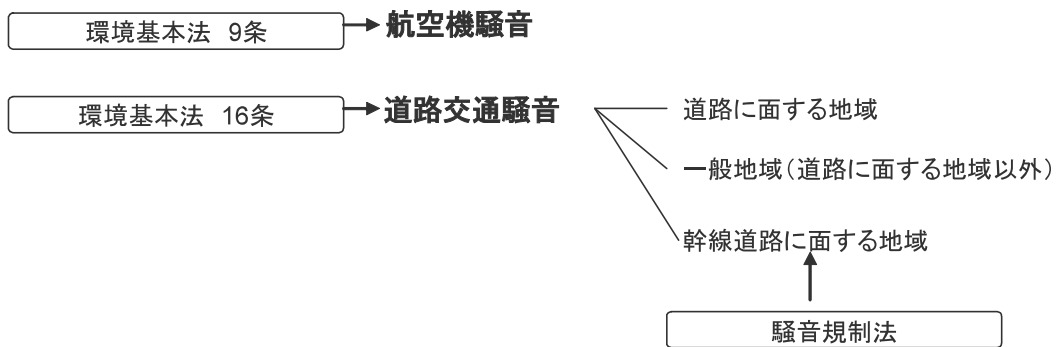 環境基本法 9条
航空機騒音
環境基本法 16条
道路交通騒音
道路に面する地域
一般地域（道路に面する地域以外）
幹線道路に面する地域
騒音規制法